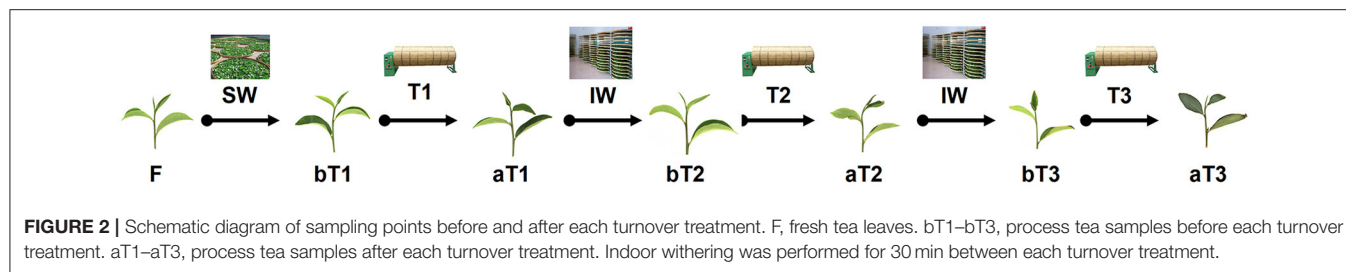 SW T1 IW T2 IW T3
F bT1 aT1 bT2 aT2 bT3 aT3
FIGURE 2 | Schematic diagram of sampling points before and after each turnover treatment. F, fresh tea leaves. bT1–bT3, process tea samples before each turnover
treatment. aT1–aT3, process tea samples after each turnover treatment. Indoor withering was performed for 30 min between each turnover treatment.